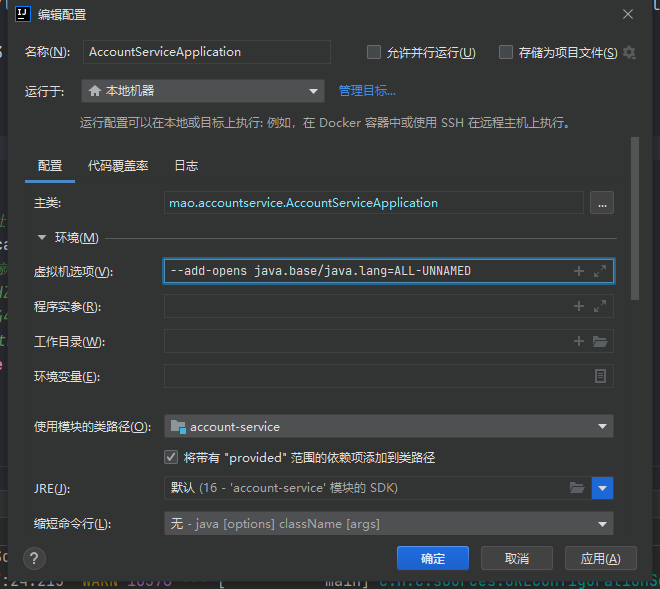 编辑配置
名称(N): AccountServiceApplication 允许并行运行(U) 存储为项目文件(S)
运行于: 本地机器 管理目标...
运行配置可以在本地或目标上执行: 例如，在 Docker 容器中或使用 SSH 在远程主机上执行。
配置 代码覆盖率 日志
主类: mao.accountservice.AccountServiceApplication ...
环境(M)
虚拟机选项(V): --add-opens java.base/java.lang=ALL-UNNAMED
程序实参(R):
工作目录(W):
环境变量(E):
使用模块的类路径(O): account-service
将带有 "provided" 范围的依赖项添加到类路径
JRE(J): 默认 (16 - 'account-service' 模块的 SDK)
缩短命令行(L): 无 - java [options] className [args]
? 确定 取消 应用(A)